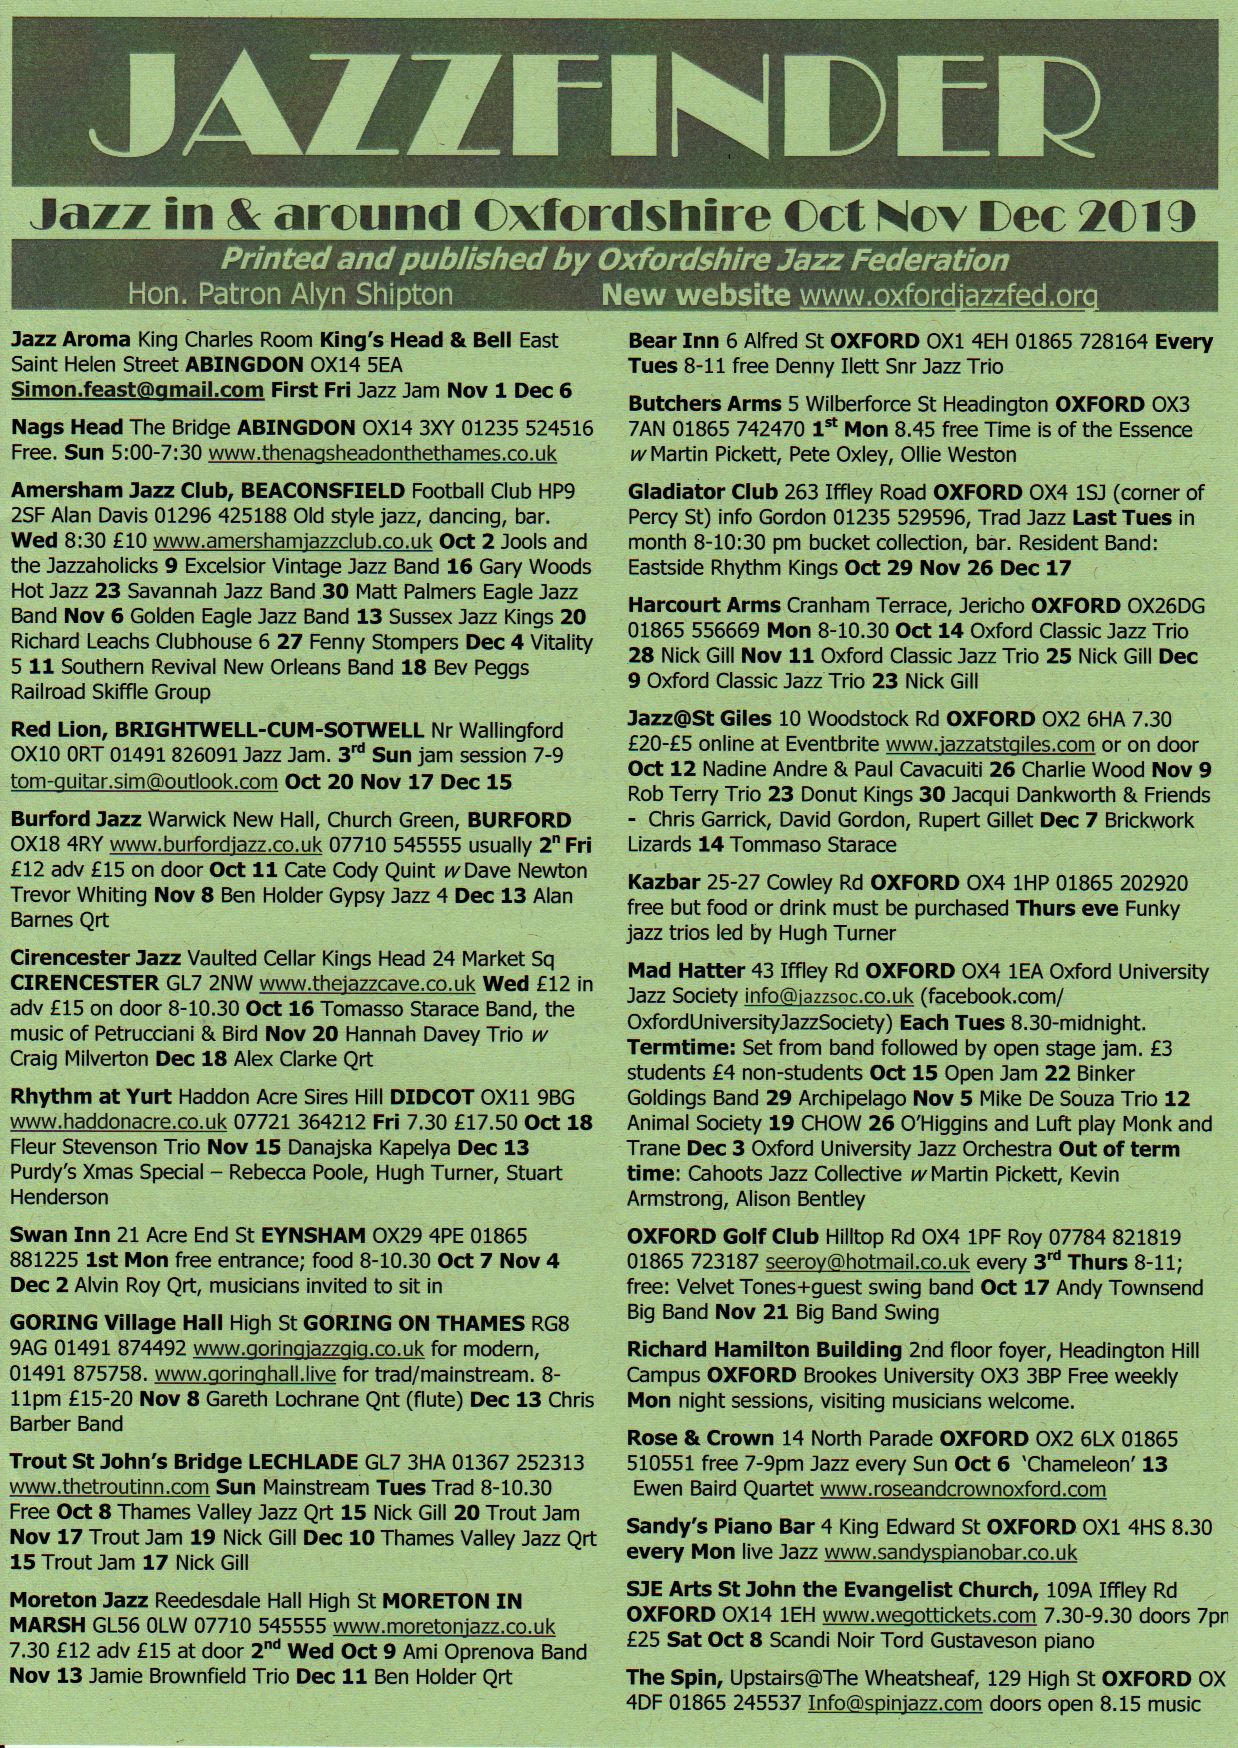 JAZZFINDER
Jazz in & around Oxfordshire Oct Nov Dec 2019
Printed and published by Oxfordshire Jazz Federation
Hon. Patron Alyn Shipton New website www.oxfordjazzfed.org
Jazz Aroma King Charles Room King's Head & Bell East
Saint Helen Street ABINGDON OX14 5EA
Simon.feast@gmail.com First Fri Jazz Jam Nov 1 Dec 6
Nags Head The Bridge ABINGDON OX14 3XY 01235 524516
Free. Sun 5:00-7:30 www.thenagsheadonthethames.co.uk
Amersham Jazz Club, BEACONSFIELD Football Club HP9
2SF Alan Davis 01296 425188 Old style jazz, dancing, bar.
Wed 8:30 £10 www.amershamjazzclub.co.uk Oct 2 Jools and
the Jazzaholicks 9 Excelsior Vintage Jazz Band 16 Gary Woods
Hot Jazz 23 Savannah Jazz Band 30 Matt Palmers Eagle Jazz
Band Nov 6 Golden Eagle Jazz Band 13 Sussex Jazz Kings 20
Richard Leachs Clubhouse 6 27 Fenny Stompers Dec 4 Vitality
5 11 Southern Revival New Orleans Band 18 Bev Peggs
Railroad Skiffle Group
Red Lion, BRIGHTWELL-CUM-SOTWELL Nr Wallingford
OX10 0RT 01491 826091 Jazz Jam. 3rd Sun jam session 7-9
tom-guitar.sim@outlook.com Oct 20 Nov 17 Dec 15
Burford Jazz Warwick New Hall, Church Green, BURFORD
OX18 4RY www.burfordjazz.co.uk 07710 545555 usually 2n Fri
£12 adv £15 on door Oct 11 Cate Cody Quint w Dave Newton
Trevor Whiting Nov 8 Ben Holder Gypsy Jazz 4 Dec 13 Alan
Barnes Qrt
Cirencester Jazz Vaulted Cellar Kings Head 24 Market Sq
CIRENCESTER GL7 2NW www.thejazzcave.co.uk Wed £12 in
adv £15 on door 8-10.30 Oct 16 Tomasso Starace Band, the
music of Petrucciani & Bird Nov 20 Hannah Davey Trio w
Craig Milverton Dec 18 Alex Clarke Qrt
Rhythm at Yurt Haddon Acre Sires Hill DIDCOT OX11 9BG
www.haddonacre.co.uk 07721 364212 Fri 7.30 £17.50 Oct 18
Fleur Stevenson Trio Nov 15 Danajska Kapelya Dec 13
Purdy's Xmas Special – Rebecca Poole, Hugh Turner, Stuart
Henderson
Swan Inn 21 Acre End St EYNSHAM OX29 4PE 01865
881225 1st Mon free entrance; food 8-10.30 Oct 7 Nov 4
Dec 2 Alvin Roy Qrt, musicians invited to sit in
GORING Village Hall High St GORING ON THAMES RG8
9AG 01491 874492 www.goringjazzgig.co.uk for modern,
01491 875758. www.goringhall.live for trad/mainstream. 8-
11pm £15-20 Nov 8 Gareth Lochrane Qnt (flute) Dec 13 Chris
Barber Band
Trout St John's Bridge LECHLADE GL7 3HA 01367 252313
www.thetroutinn.com Sun Mainstream Tues Trad 8-10.30
Free Oct 8 Thames Valley Jazz Qrt 15 Nick Gill 20 Trout Jam
Nov 17 Trout Jam 19 Nick Gill Dec 10 Thames Valley Jazz Qrt
15 Trout Jam 17 Nick Gill
Moreton Jazz Reedesdale Hall High St MORETON IN
MARSH GL56 0LW 07710 545555 www.moretonjazz.co.uk
7.30 £12 adv £15 at door 2nd Wed Oct 9 Ami Oprenova Band
Nov 13 Jamie Brownfield Trio Dec 11 Ben Holder Qrt
Bear Inn 6 Alfred St OXFORD OX1 4EH 01865 728164 Every
Tues 8-11 free Denny Ilett Snr Jazz Trio
Butchers Arms 5 Wilberforce St Headington OXFORD OX3
7AN 01865 742470 1st Mon 8.45 free Time is of the Essence
w Martin Pickett, Pete Oxley, Ollie Weston
Gladiator Club 263 Iffley Road OXFORD OX4 1SJ (corner of
Percy St) info Gordon 01235 529596, Trad Jazz Last Tues in
month 8-10:30 pm bucket collection, bar. Resident Band:
Eastside Rhythm Kings Oct 29 Nov 26 Dec 17
Harcourt Arms Cranham Terrace, Jericho OXFORD OX26DG
01865 556669 Mon 8-10.30 Oct 14 Oxford Classic Jazz Trio
28 Nick Gill Nov 11 Oxford Classic Jazz Trio 25 Nick Gill Dec
9 Oxford Classic Jazz Trio 23 Nick Gill
Jazz@St Giles 10 Woodstock Rd OXFORD OX2 6HA 7.30
£20-£5 online at Eventbrite www.jazzatstgiles.com or on door
Oct 12 Nadine Andre & Paul Cavacuiti 26 Charlie Wood Nov 9
Rob Terry Trio 23 Donut Kings 30 Jacqui Dankworth & Friends
- Chris Garrick, David Gordon, Rupert Gillet Dec 7 Brickwork
Lizards 14 Tommaso Starace
Kazbar 25-27 Cowley Rd OXFORD OX4 1HP 01865 202920
free but food or drink must be purchased Thurs eve Funky
jazz trios led by Hugh Turner
Mad Hatter 43 Iffley Rd OXFORD OX4 1EA Oxford University
Jazz Society info@jazzsoc.co.uk (facebook.com/
OxfordUniversityJazzSociety) Each Tues 8.30-midnight.
Termtime: Set from band followed by open stage jam. £3
students £4 non-students Oct 15 Open Jam 22 Binker
Goldings Band 29 Archipelago Nov 5 Mike De Souza Trio 12
Animal Society 19 CHOW 26 O'Higgins and Luft play Monk and
Trane Dec 3 Oxford University Jazz Orchestra Out of term
time: Cahoots Jazz Collective w Martin Pickett, Kevin
Armstrong, Alison Bentley
OXFORD Golf Club Hilltop Rd OX4 1PF Roy 07784 821819
01865 723187 seeroy@hotmail.co.uk every 3rd Thurs 8-11;
free: Velvet Tones+guest swing band Oct 17 Andy Townsend
Big Band Nov 21 Big Band Swing
Richard Hamilton Building 2nd floor foyer, Headington Hill
Campus OXFORD Brookes University OX3 3BP Free weekly
Mon night sessions, visiting musicians welcome.
Rose & Crown 14 North Parade OXFORD OX2 6LX 01865
510551 free 7-9pm Jazz every Sun Oct 6 'Chameleon' 13
Ewen Baird Quartet www.roseandcrownoxford.com
Sandy's Piano Bar 4 King Edward St OXFORD OX1 4HS 8.30
every Mon live Jazz www.sandyspianobar.co.uk
SJE Arts St John the Evangelist Church, 109A Iffley Rd
OXFORD OX14 1EH www.wegottickets.com 7.30-9.30 doors 7pm
£25 Sat Oct 8 Scandi Noir Tord Gustaveson piano
The Spin, Upstairs@The Wheatsheaf, 129 High St OXFORD OX
4DF 01865 245537 Info@spinjazz.com doors open 8.15 music